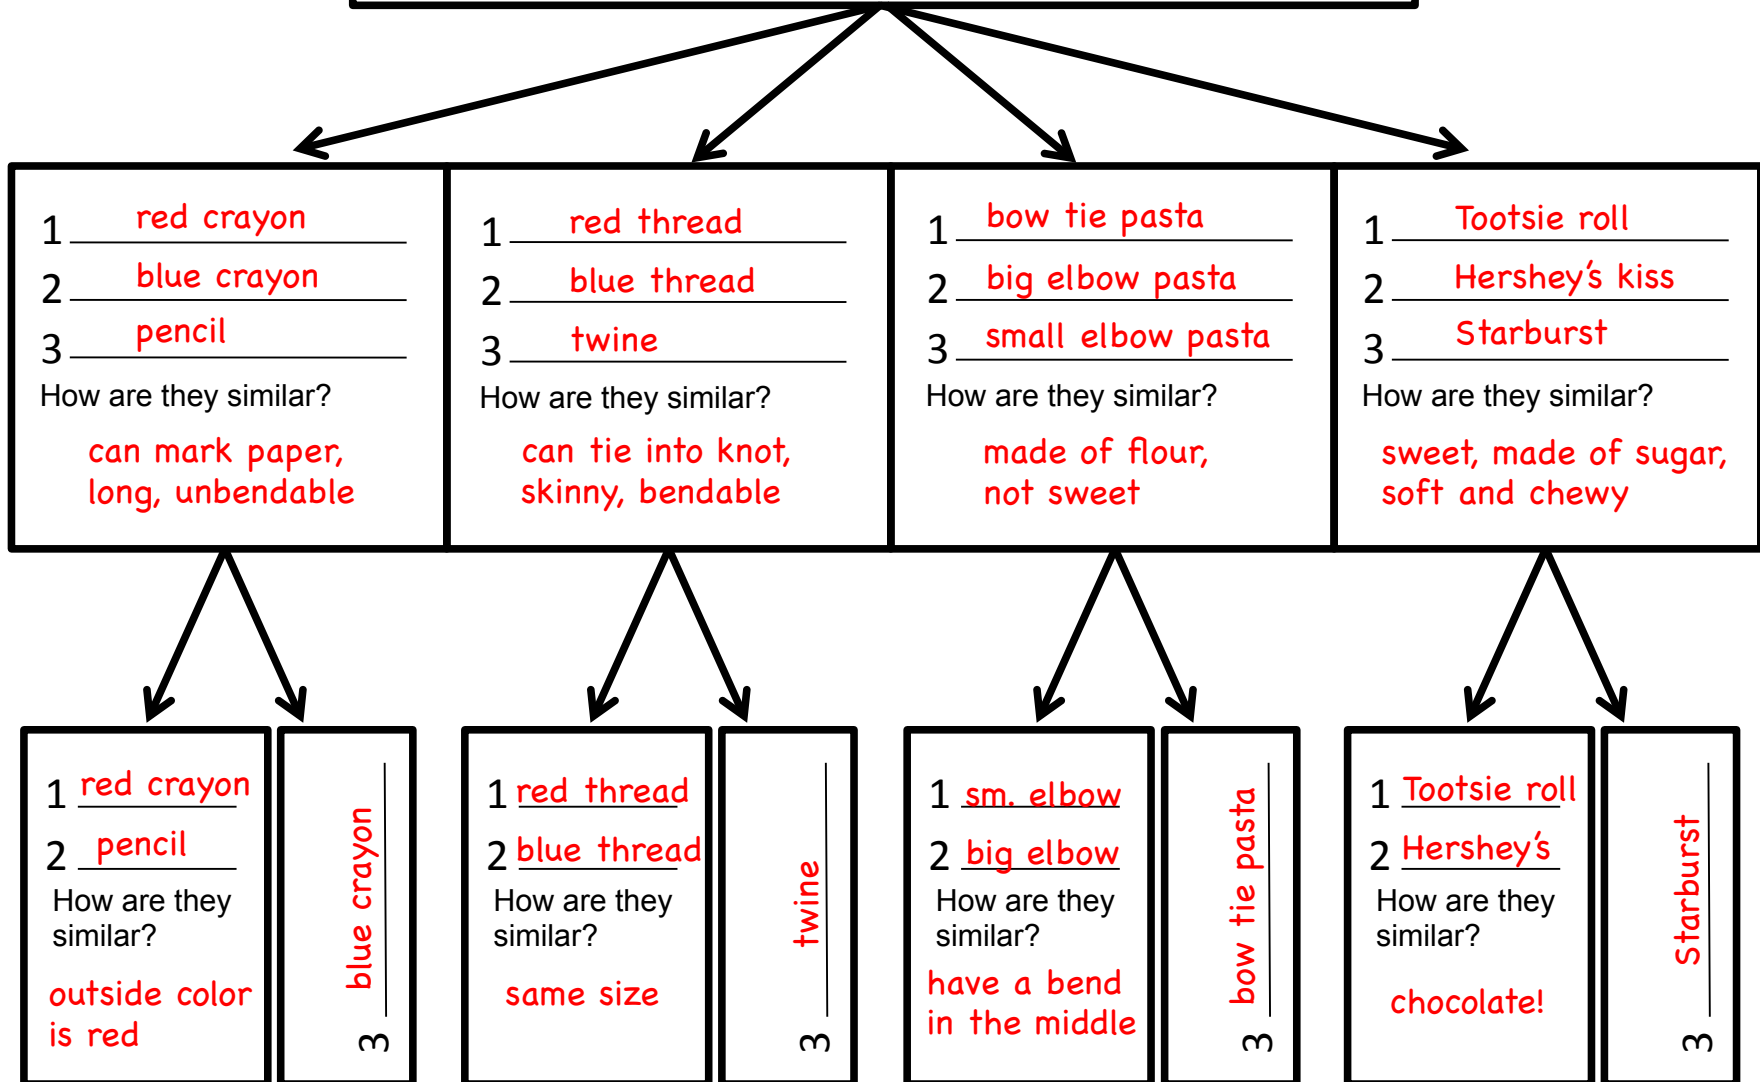 1 red crayon
2 blue crayon
3 pencil
How are they similar?
can mark paper,
long, unbendable
1 red thread
2 blue thread
3 twine
How are they similar?
can tie into knot,
skinny, bendable
1 bow tie pasta
2 big elbow pasta
3 small elbow pasta
How are they similar?
made of flour,
not sweet
1 Tootsie roll
2 Hershey's kiss
3 Starburst
How are they similar?
sweet, made of sugar,
soft and chewy
1 red crayon
2 pencil
How are they
similar?
outside color
is red
3 blue crayon
1 red thread
2 blue thread
How are they
similar?
same size
3 twine
1 sm. elbow
2 big elbow
How are they
similar?
have a bend
in the middle
3 bow tie pasta
1 Tootsie roll
2 Hershey's
How are they
similar?
chocolate!
3 Starburst